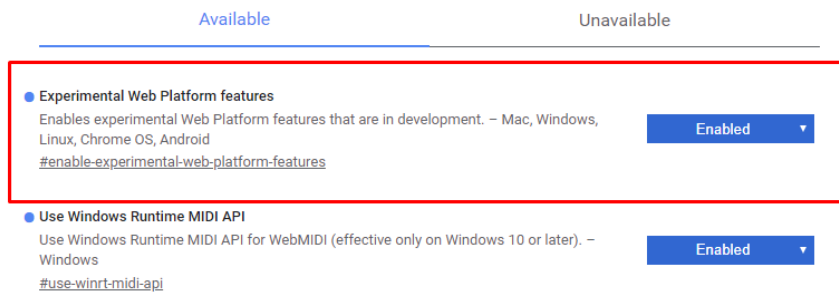 Available
Unavailable
Experimental Web Platform features
Enables experimental Web Platform features that are in development. – Mac, Windows,
Linux, Chrome OS, Android
#enable-experimental-web-platform-features
Enabled
Use Windows Runtime MIDI API
Use Windows Runtime MIDI API for WebMIDI (effective only on Windows 10 or later). –
Windows
#use-winrt-midi-api
Enabled